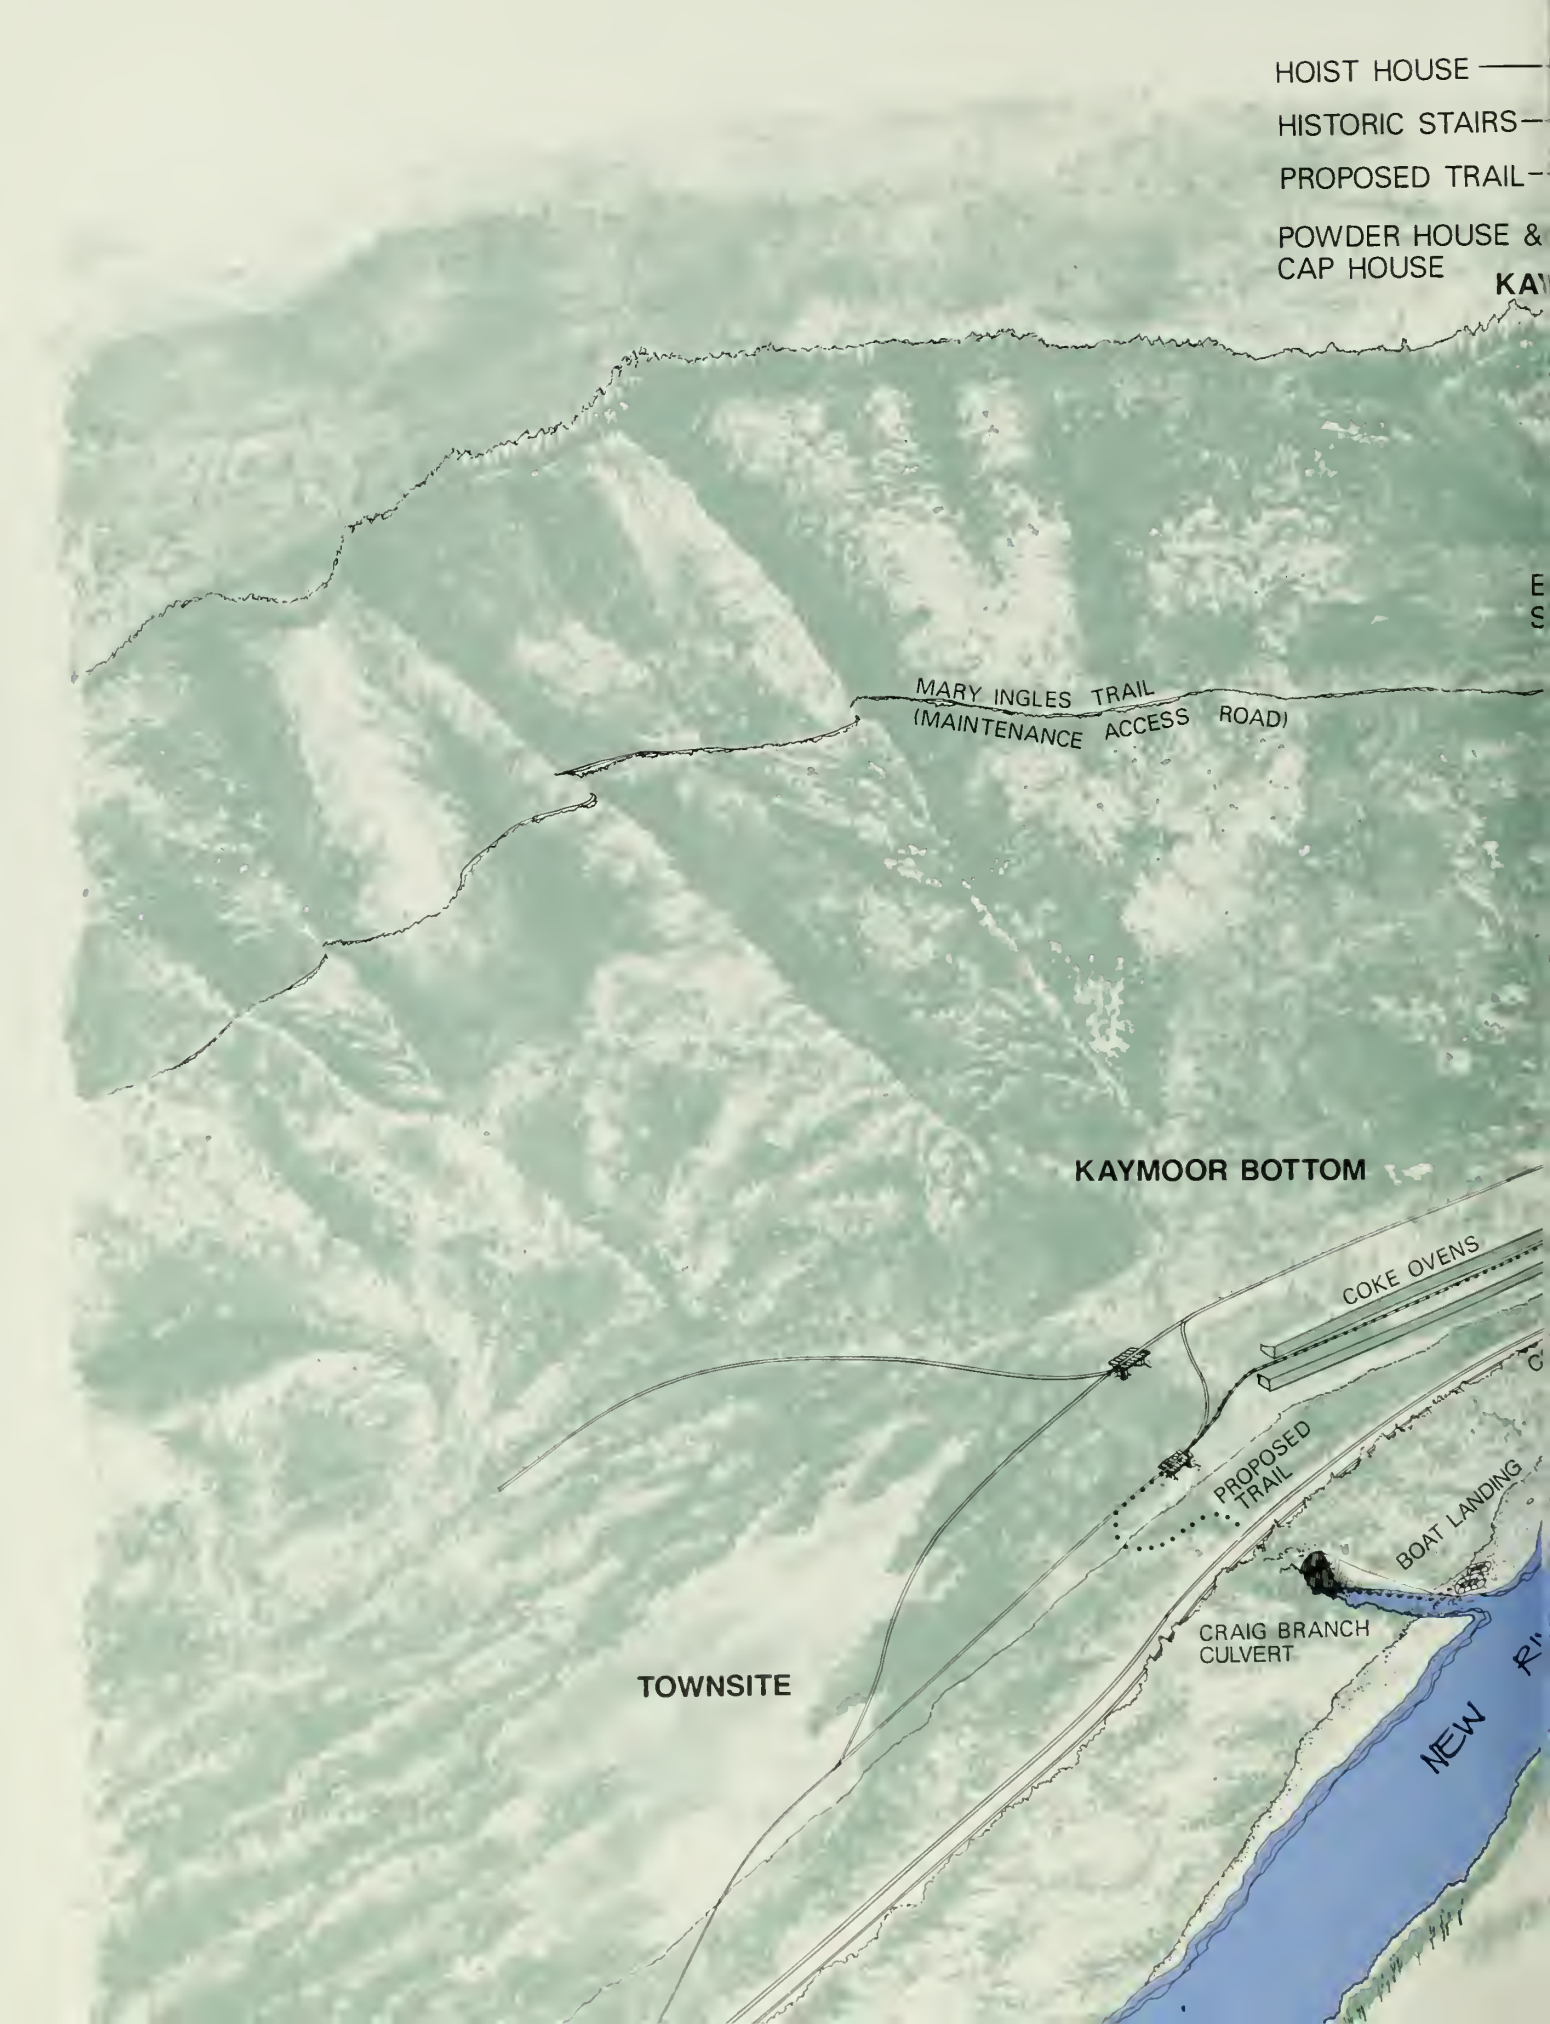 HOIST HOUSE
HISTORIC STAIRS
PROPOSED TRAIL
POWDER HOUSE &
CAP HOUSE
MARY INGLES TRAIL
(MAINTENANCE ACCESS ROAD)
KAYMOOR BOTTOM
COKE OVENS
PROPOSED
TRAIL
BOAT LANDING
CRAIG BRANCH
CULVERT
TOWNSITE
NEW